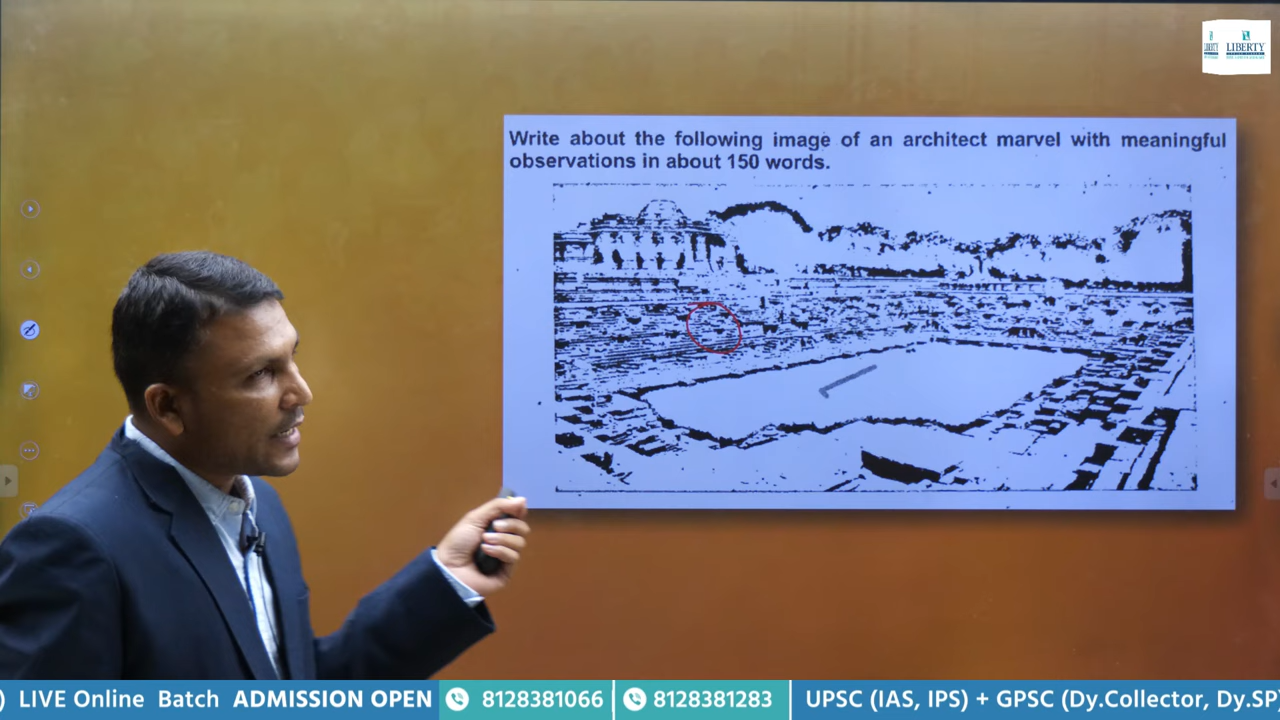 LIBERTY
LIBERTY
Write about the following image of an architect marvel with meaningful
observations in about 150 words.
LIVE Online Batch ADMISSION OPEN
8128381066
8128381283
UPSC (IAS, IPS) + GPSC (Dy.Collector, Dy.SP)